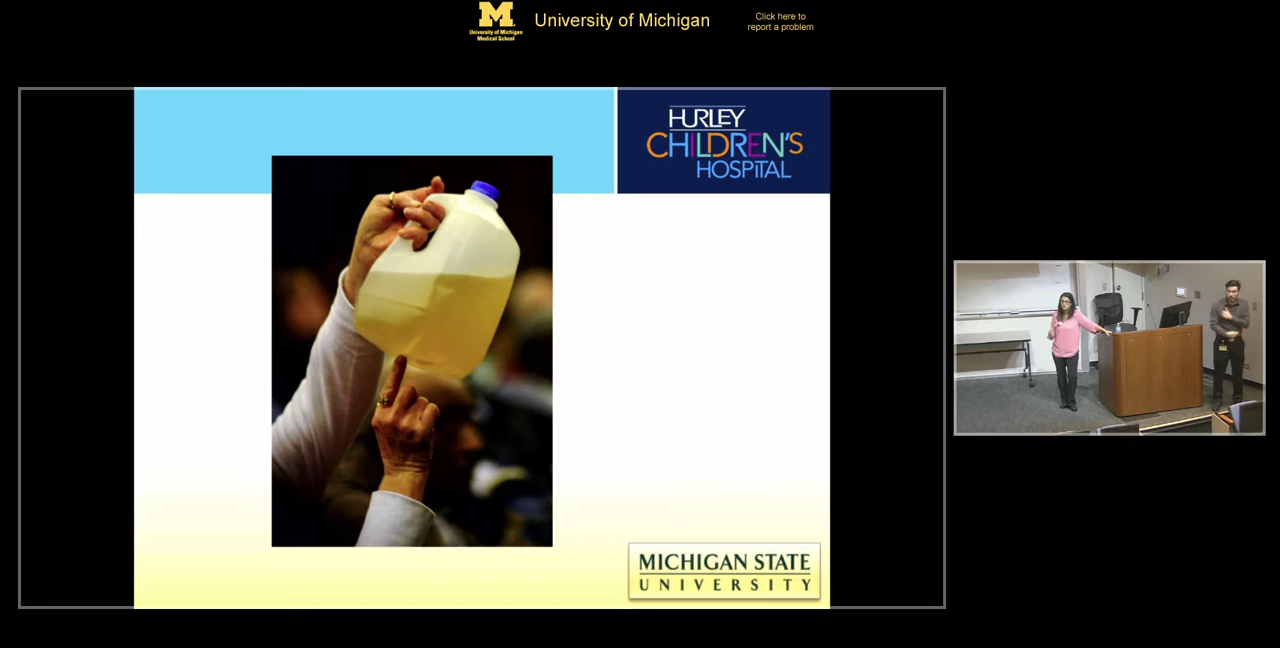 University of Michigan
Medical School
University of Michigan
Click here to
report a problem
HURLEY
CHILDREN'S
HOSPITAL
MICHIGAN STATE
UNIVERSITY